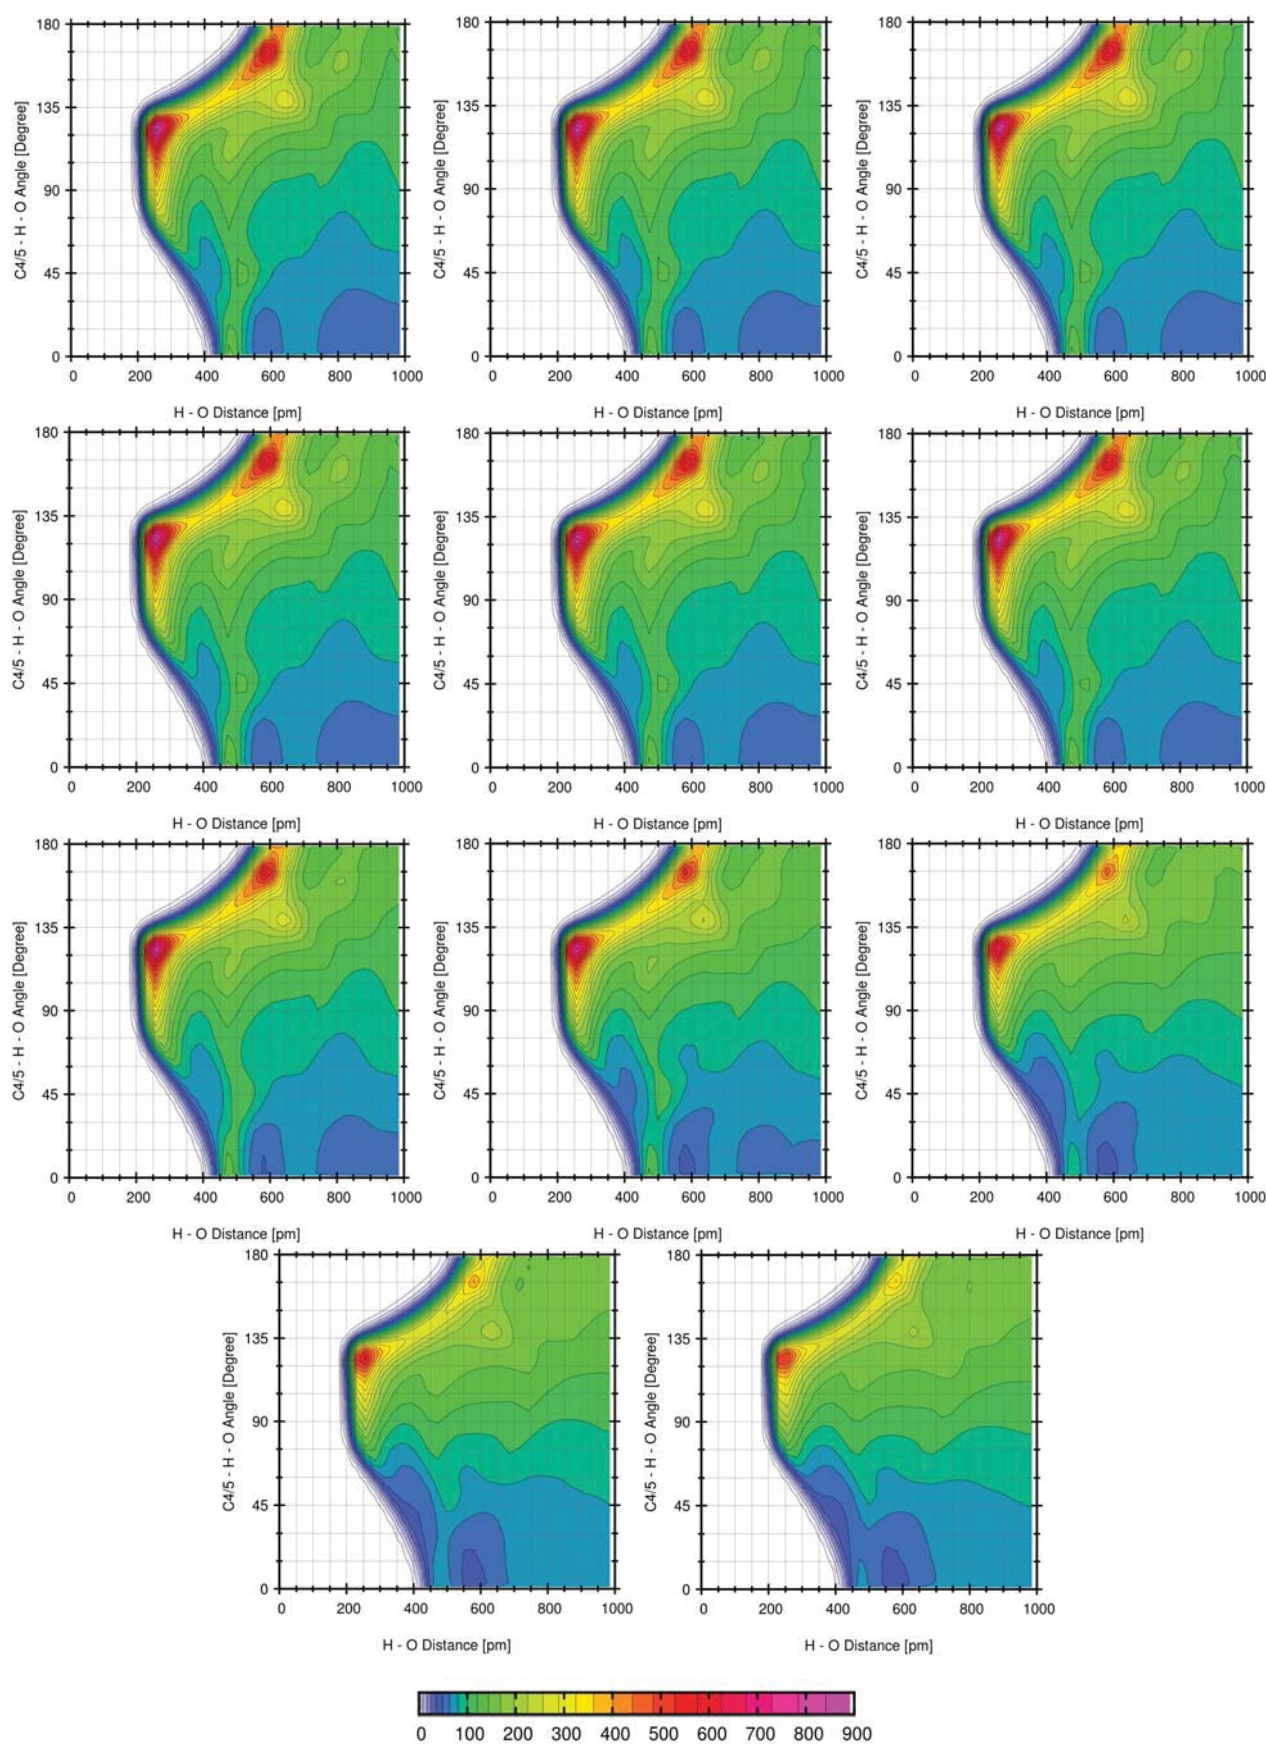 180 180 180
135 135 135
C4/5 - H - O Angle [Degree] C4/5 - H - O Angle [Degree] C4/5 - H - O Angle [Degree]
90 90 90
45 45 45
0 0 0
0 200 400 600 800 1000 0 200 400 600 800 1000 0 200 400 600 800 1000
H - O Distance [pm] H - O Distance [pm] H - O Distance [pm]
180 180 180
135 135 135
C4/5 - H - O Angle [Degree] C4/5 - H - O Angle [Degree] C4/5 - H - O Angle [Degree]
90 90 90
45 45 45
0 0 0
0 200 400 600 800 1000 0 200 400 600 800 1000 0 200 400 600 800 1000
H - O Distance [pm] H - O Distance [pm] H - O Distance [pm]
180 180 180
135 135 135
C4/5 - H - O Angle [Degree] C4/5 - H - O Angle [Degree] C4/5 - H - O Angle [Degree]
90 90 90
45 45 45
0 0 0
0 200 400 600 800 1000 0 200 400 600 800 1000 0 200 400 600 800 1000
H - O Distance [pm] H - O Distance [pm] H - O Distance [pm]
180 180
135 135
C4/5 - H - O Angle [Degree] C4/5 - H - O Angle [Degree]
90 90
45 45
0 0
0 200 400 600 800 1000 0 200 400 600 800 1000
H - O Distance [pm] H - O Distance [pm]
0 100 200 300 400 500 600 700 800 900